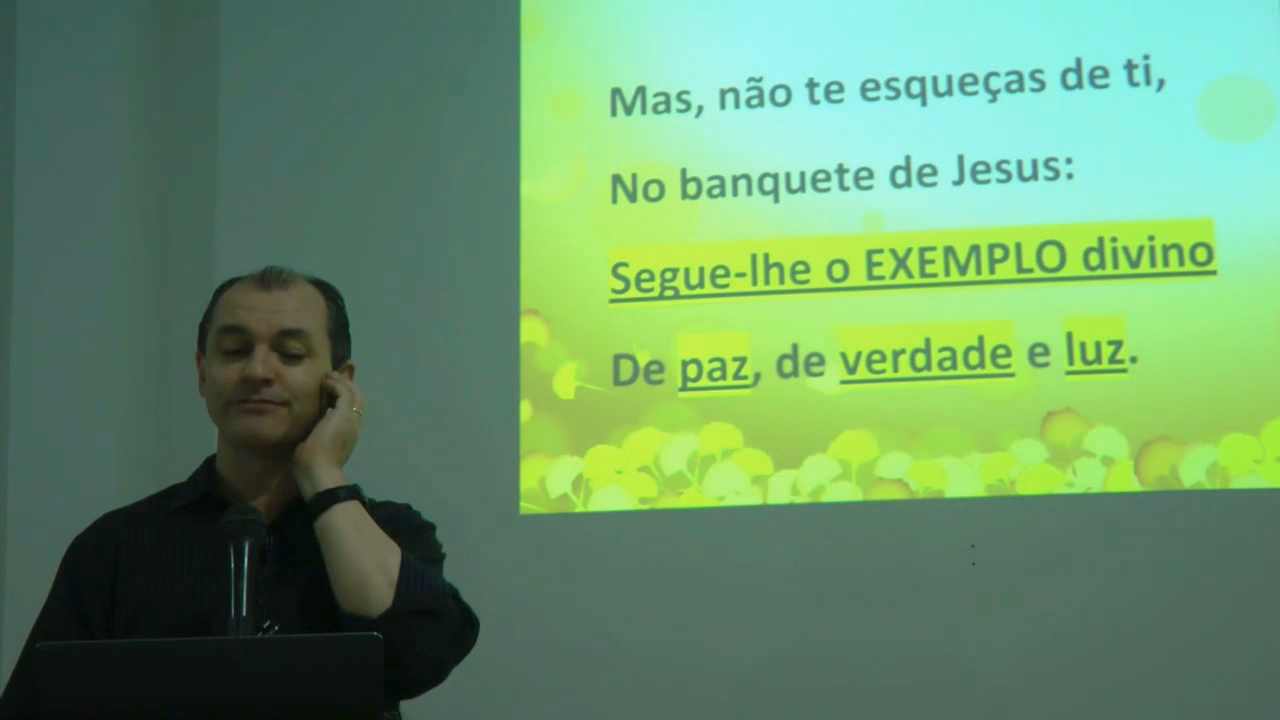 Mas, não te esqueças de ti,
No banquete de Jesus:
Segue-lhe o EXEMPLO divino
De paz, de verdade e luz.